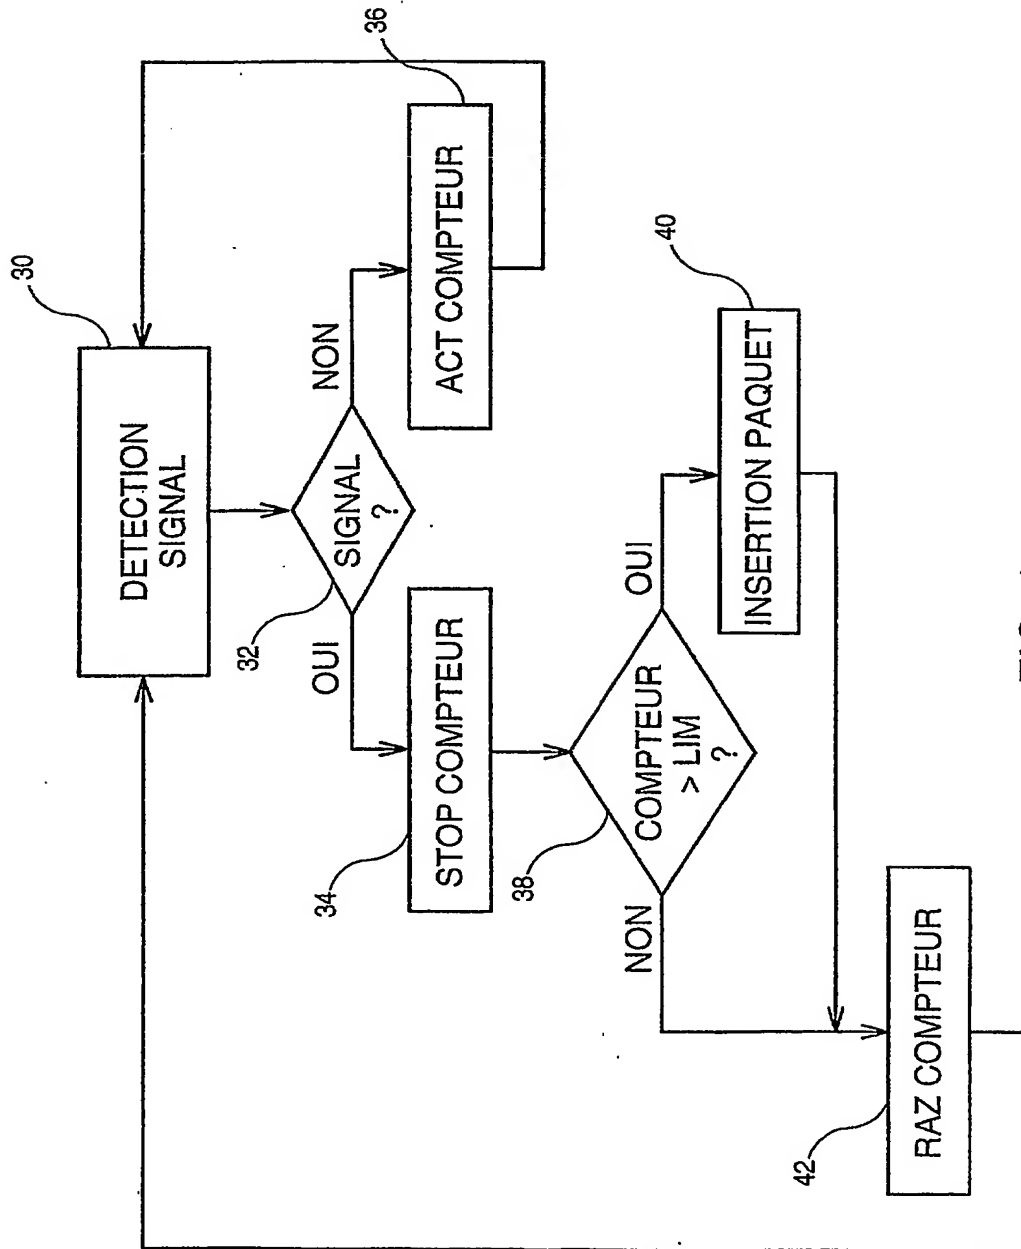 30
DETECTION
SIGNAL
32
SIGNAL
?
OUI
NON
36
ACT COMPTEUR
34
STOP COMPTEUR
38
COMPTEUR
> LIM
?
NON
OUI
40
INSERTION PAQUET
42
RAZ COMPTEUR